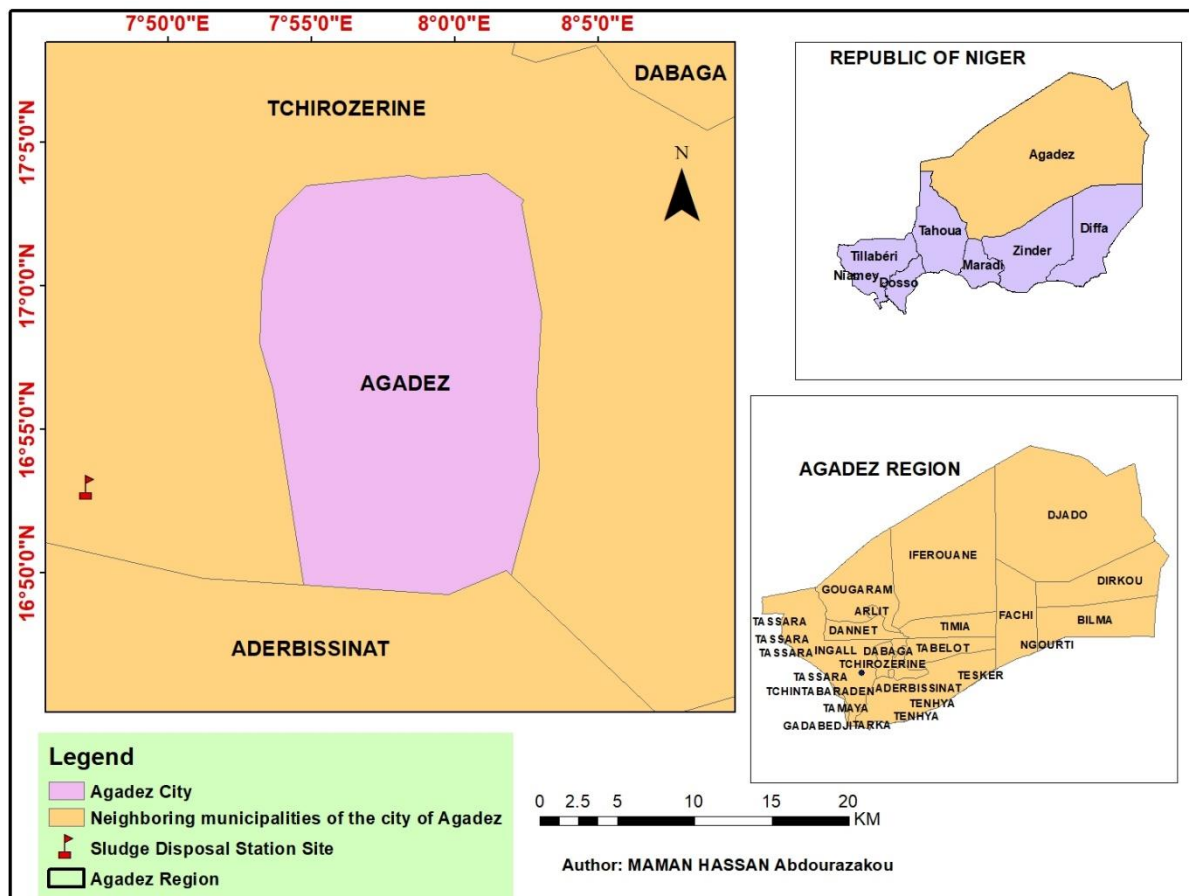 7°50'0"E 7°55'0"E 8°0'0"E 8°5'0"E
17°5'0"N
17°0'0"N
16°55'0"N
16°50'0"N
DABAGA
TCHIROZERINE
N
AGADEZ
ADERBISSINAT
REPUBLIC OF NIGER
Agadez
Tahoua
Diffa
Zinder
Tillabéri
Maradi
Niamey
Dosso
AGADEZ REGION
DJADO
IFEROUANE
DIRKOU
GOUGARAM
ARLIT
FACHI
BILMA
TASSARA
DANNET
TIMIA
TASSARA
NGOURTI
TASSARA INGALL DABAGA TABELOT
TCHIROZERINE
TASSARA
TESKER
TCHINTABARADEN ADERBISSINAT
TAMAYA
TENHYA
TENHYA
GADABEDJI TARKA
Legend
Agadez City
Neighboring municipalities of the city of Agadez
Sludge Disposal Station Site
Agadez Region
0 2.5 5 10 15 20
KM
Author: MAMAN HASSAN Abdourazakou